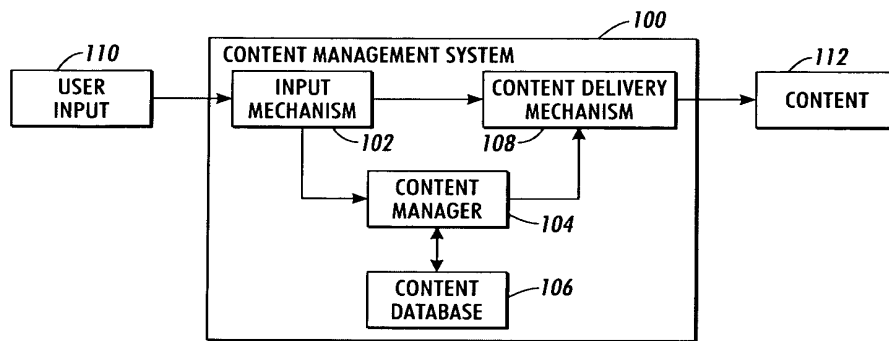 100
110
CONTENT MANAGEMENT SYSTEM
112
USER
INPUT
INPUT
MECHANISM
CONTENT DELIVERY
MECHANISM
CONTENT
102
108
CONTENT
MANAGER
104
CONTENT
DATABASE
106